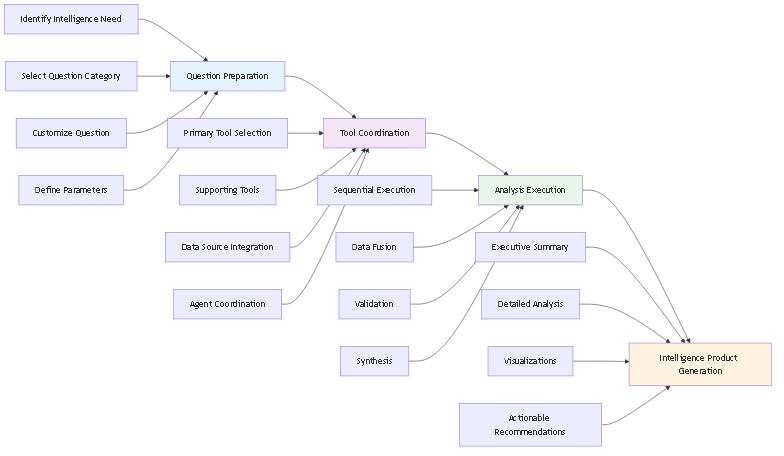 Identify Intelligence Need
Select Question Category
Question Preparation
Customize Question
Primary Tool Selection
Tool Coordination
Define Parameters
Supporting Tools
Sequential Execution
Analysis Execution
Data Source Integration
Data Fusion
Executive Summary
Agent Coordination
Validation
Detailed Analysis
Synthesis
Visualizations
Intelligence Product
Generation
Actionable
Recommendations